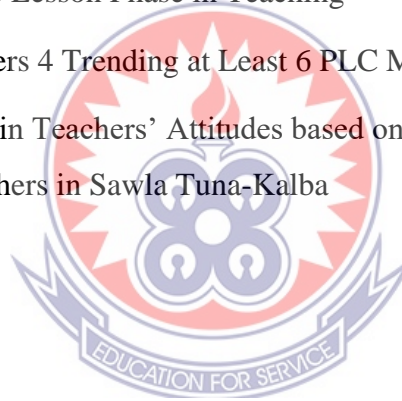 Lesson Phase in Teaching
ers 4 Trending at Least 6 PLC M
in Teachers' Attitudes based on
hers in Sawla Tuna-Kalba
EDUCATION FOR SERVICE